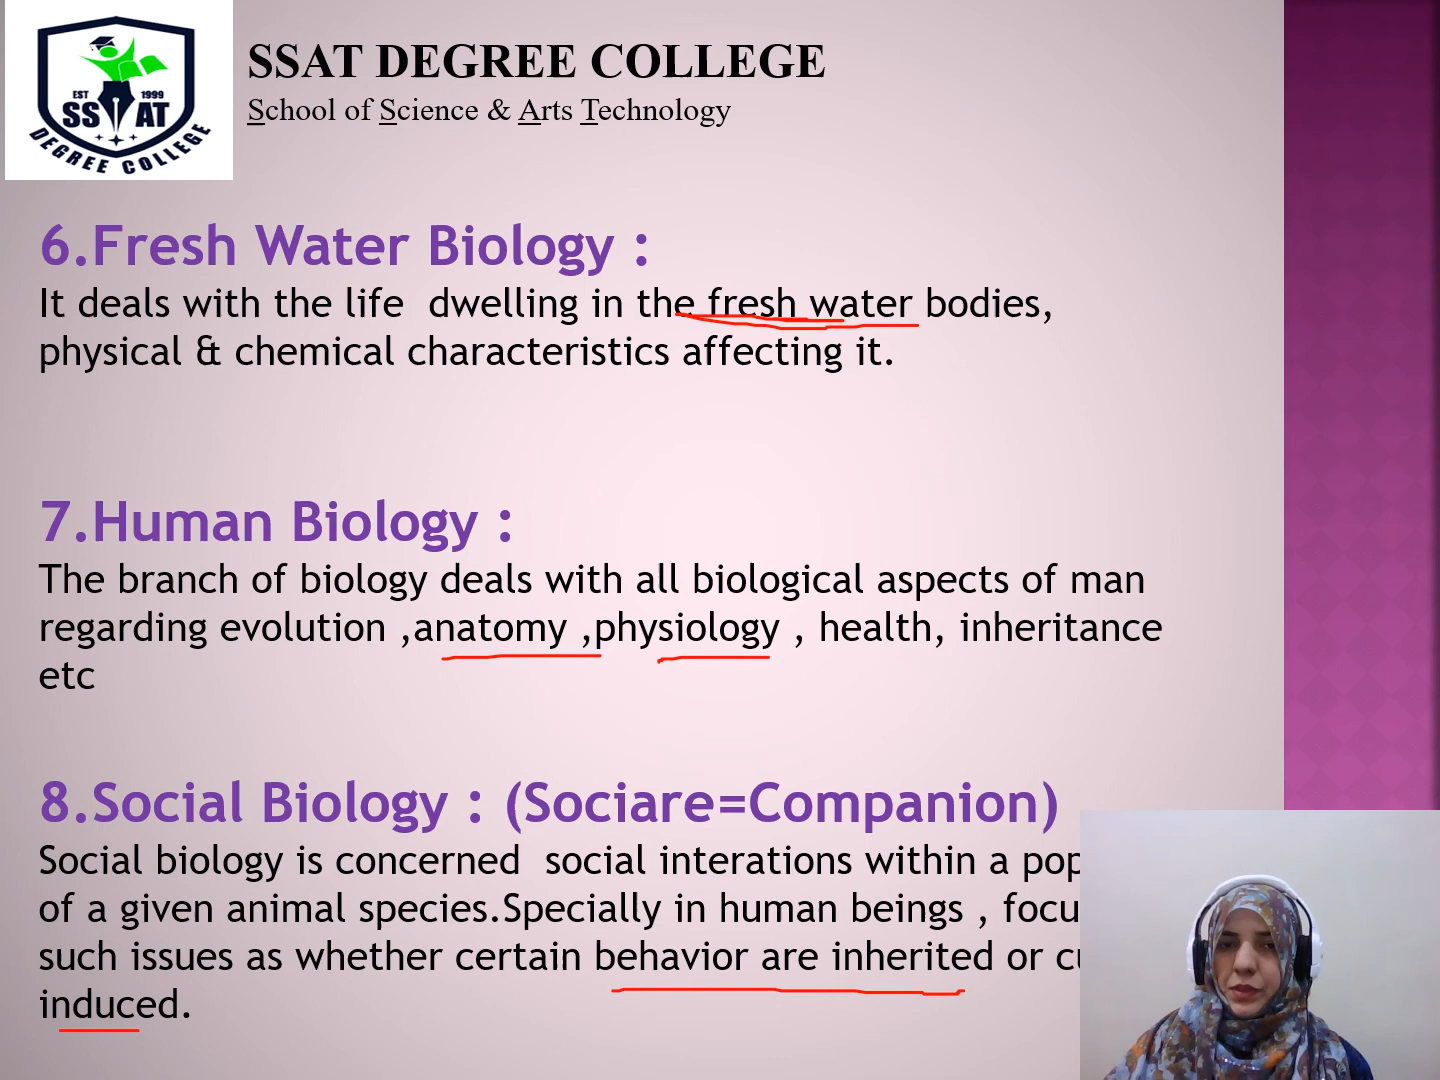 EST 1999
SS AT
DEGREE COLLEGE
SSAT DEGREE COLLEGE
School of Science & Arts Technology
6.Fresh Water Biology :
It deals with the life dwelling in the fresh water bodies,
physical & chemical characteristics affecting it.
7.Human Biology :
The branch of biology deals with all biological aspects of man
regarding evolution ,anatomy ,physiology , health, inheritance
etc
8.Social Biology : (Sociare=Companion)
Social biology is concerned social interations within a
of a given animal species.Specially in human beings ,
such issues as whether certain behavior are inherited or
induced.